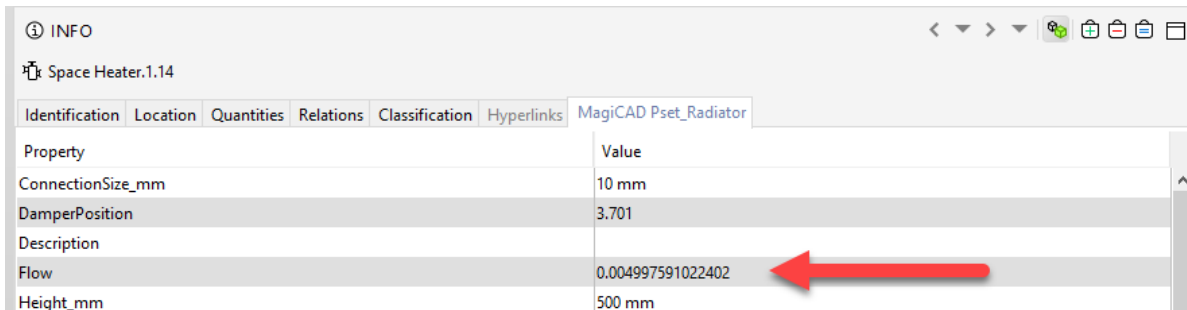 INFO
Space Heater.1.14
Identification Location Quantities Relations Classification Hyperlinks MagiCAD Pset_Radiator
Property Value
ConnectionSize_mm 10 mm
DamperPosition 3.701
Description
Flow 0.004997591022402
Height_mm 500 mm